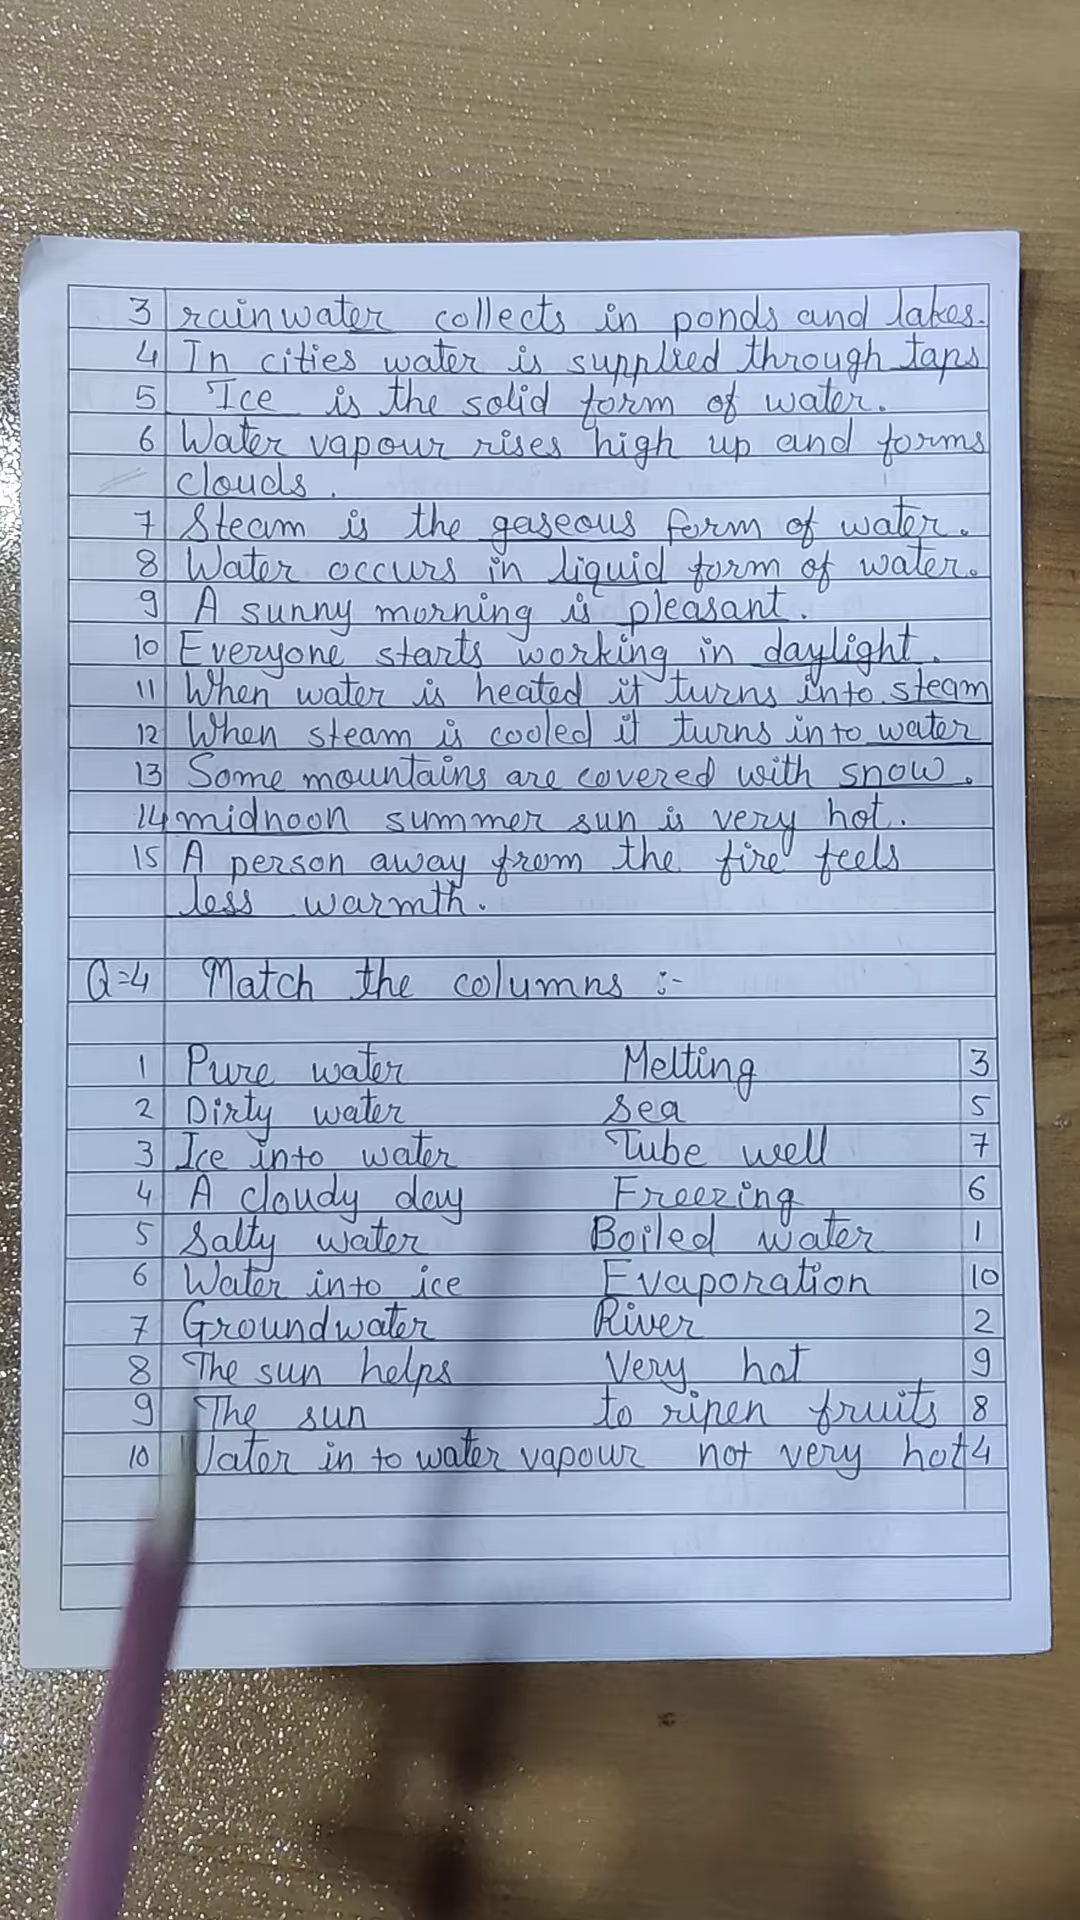 3 rainwater collects in ponds and lakes.
4 In cities water is supplied through taps
5 Ice is the solid form of water.
6 Water vapour rises high up and forms
clouds.
7 Steam is the gaseous form of water.
8 Water occurs in liquid form of water.
9 A sunny morning is pleasant.
10 Everyone starts working in daylight.
11 When water is heated it turns into steam
12 When steam is cooled it turns into water
13 Some mountains are covered with snow.
14 midnoon summer sun is very hot.
15 A person away from the fire feels
less warmth.
Q=4 Match the columns :-
1 Pure water Melting 3
2 Dirty water Sea 5
3 Ice into water Tube well 7
4 A cloudy day Freezing 6
5 Salty water Boiled water 1
6 Water into ice Evaporation 10
7 Groundwater River 2
8 The sun helps Very hot 9
9 The sun to ripen fruits 8
10 Water in to water vapour not very hot 4